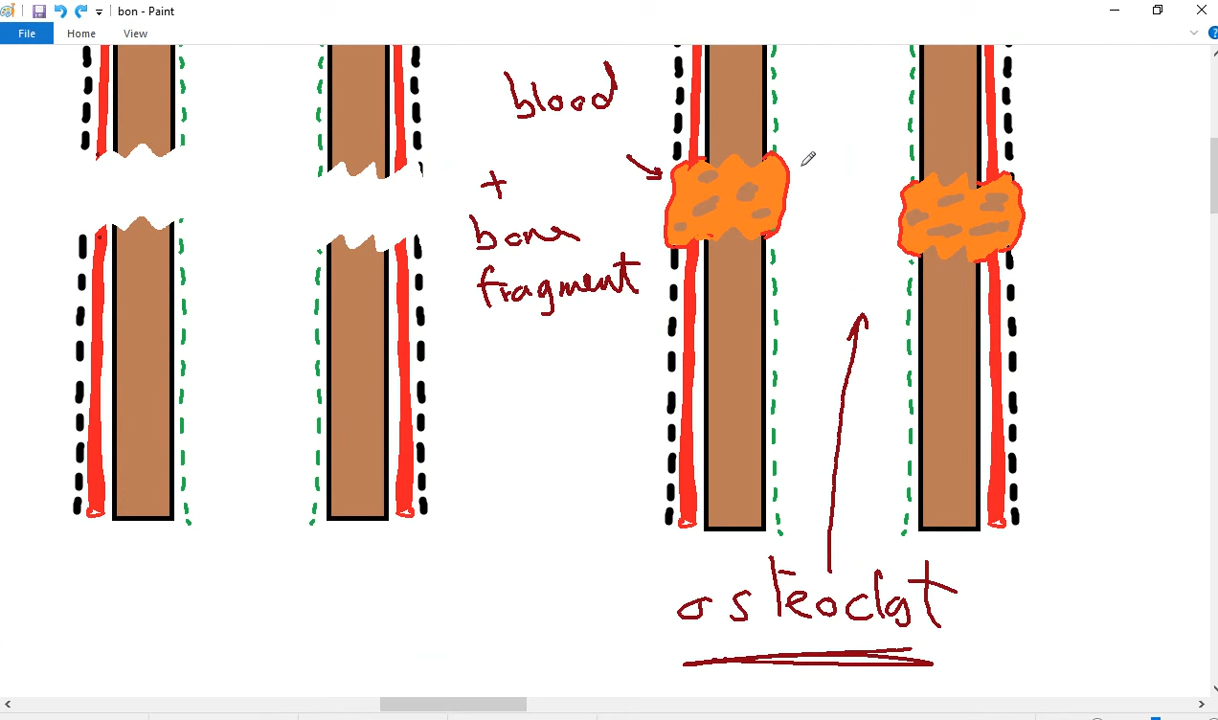 bon - Paint
File Home View
blood
+
bone
fragment
osteoclat